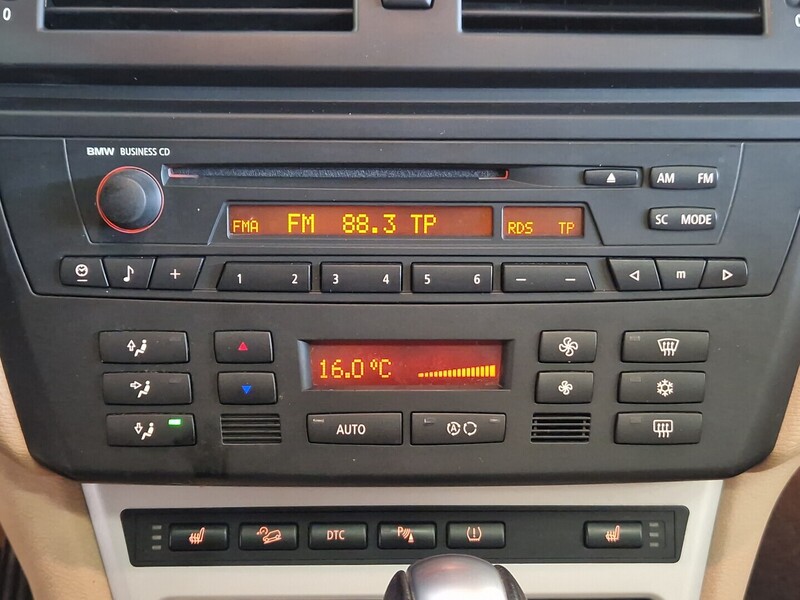 0
BMW BUSINESS CD
AM FM
FMA FM 88.3 TP RDS TP
SC MODE
1 2 3 4 5 6 m
16.0°C
AUTO
A
DTC
P